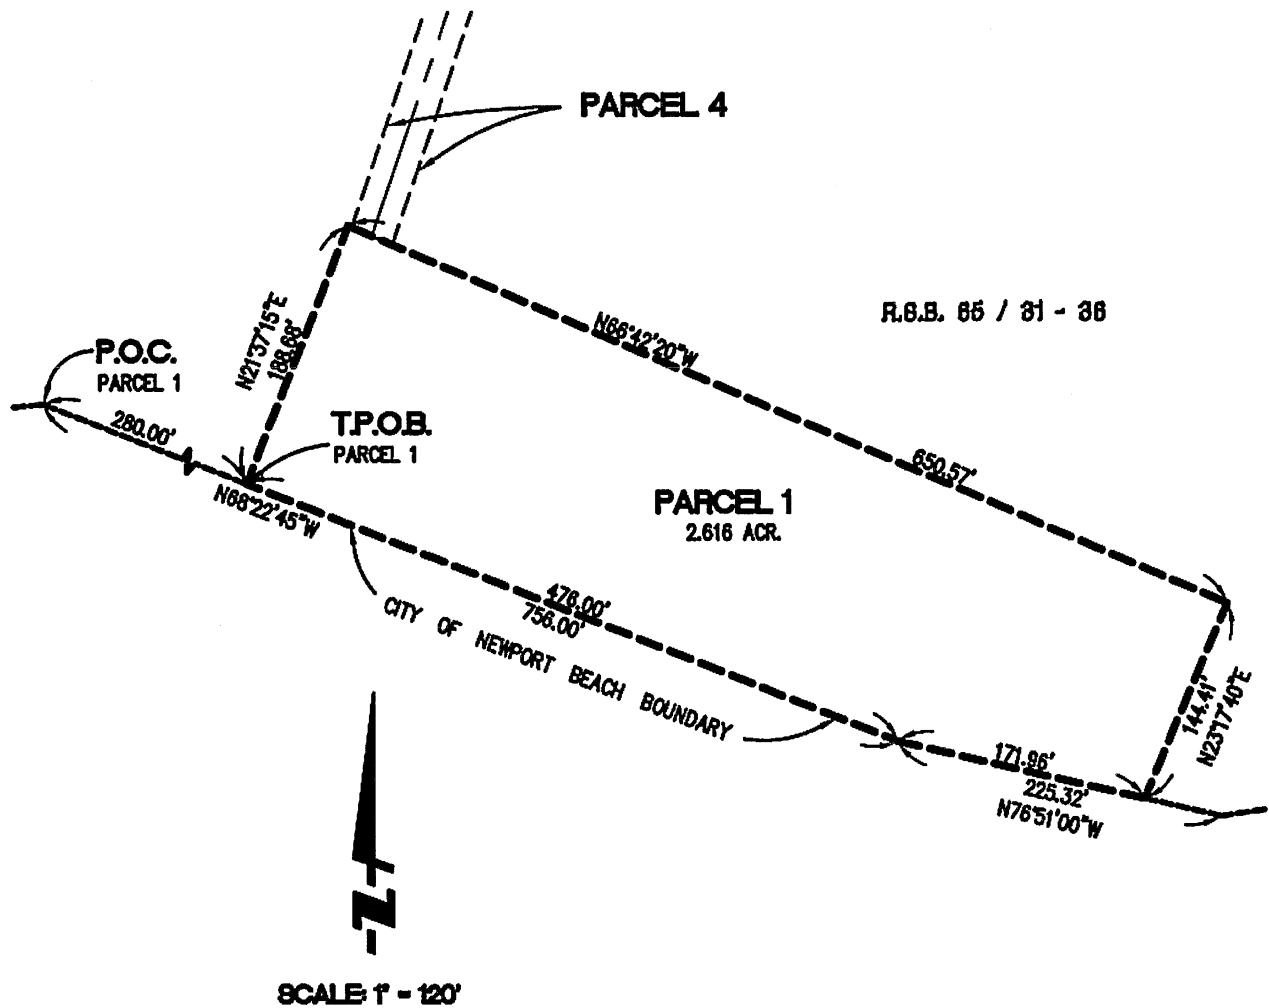 PARCEL 4
R.S.B. 85 / 31 - 36
N21°37'15"E
188.68'
N66°42'20"W
650.57'
P.O.C.
PARCEL 1
280.00'
T.P.O.B.
PARCEL 1
N68°22'45"W
PARCEL 1
2.616 ACR.
476.00'
756.00'
CITY OF NEWPORT BEACH BOUNDARY
144.41'
N23°17'40"E
171.96'
225.32'
N76°51'00"W
N
SCALE: 1" - 120'